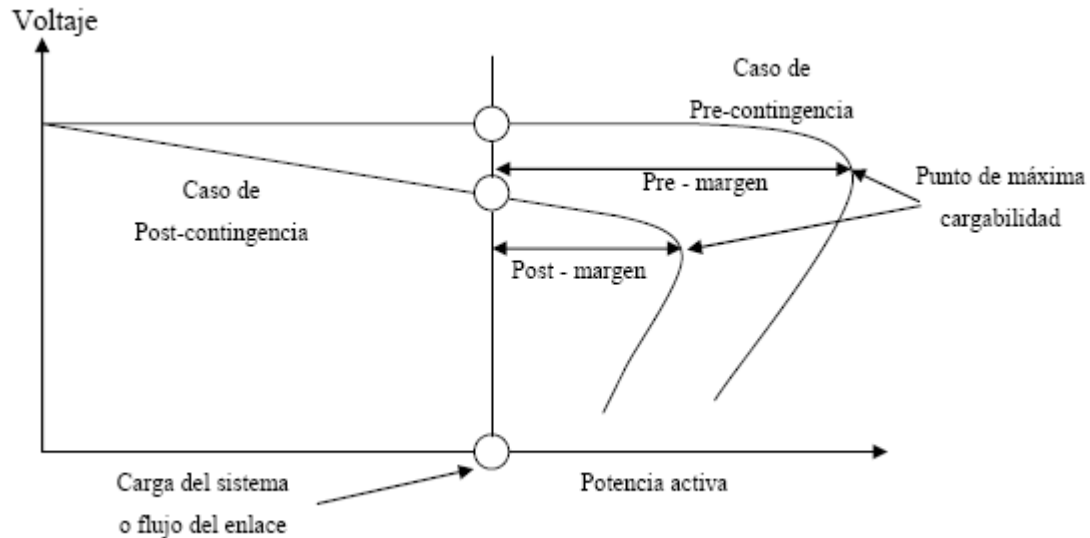 Voltaje
Caso de
Pre-contingencia
Pre - margen
Punto de máxima
cargabilidad
Caso de
Post-contingencia
Post - margen
Carga del sistema
o flujo del enlace
Potencia activa